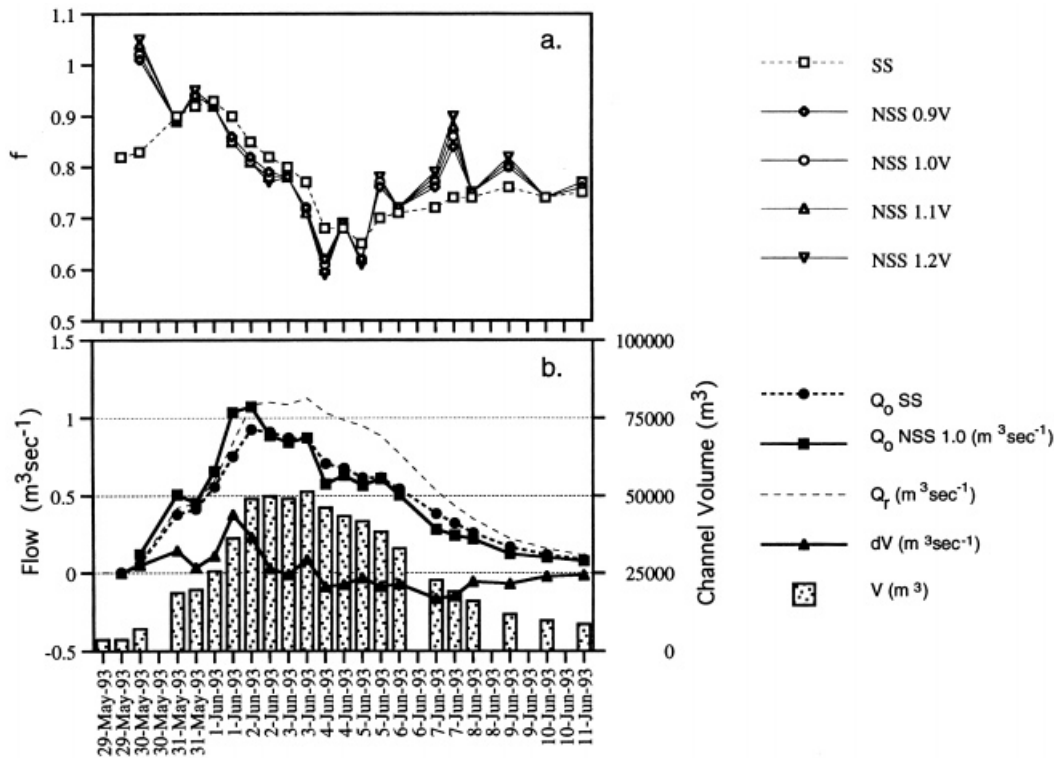 1.1
1
0.9
0.8
0.7
0.6
0.5
f
a.
SS
NSS 0.9V
NSS 1.0V
NSS 1.1V
NSS 1.2V
1.5
1
0.5
0
-0.5
Flow (m³sec⁻¹)
b.
100000
75000
50000
25000
0
Channel Volume (m³)
Qₒ SS
Qₒ NSS 1.0 (m³sec⁻¹)
Qᵣ (m³sec⁻¹)
dV (m³sec⁻¹)
V (m³)
29-May-93
29-May-93
30-May-93
30-May-93
31-May-93
31-May-93
1-Jun-93
1-Jun-93
2-Jun-93
2-Jun-93
3-Jun-93
3-Jun-93
4-Jun-93
4-Jun-93
5-Jun-93
5-Jun-93
6-Jun-93
6-Jun-93
7-Jun-93
7-Jun-93
8-Jun-93
8-Jun-93
9-Jun-93
9-Jun-93
10-Jun-93
10-Jun-93
11-Jun-93